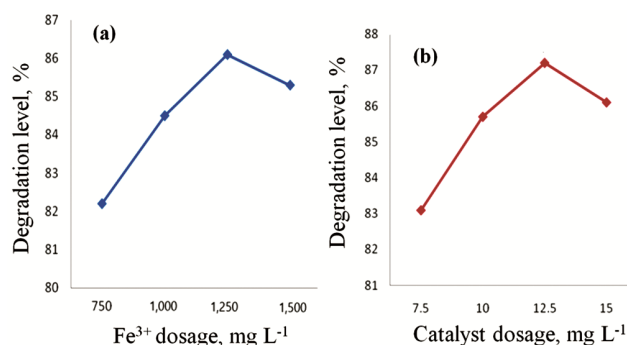 (a)
Degradation level, %
87
86
85
84
83
82
81
80
750 1,000 1,250 1,500
Fe³⁺ dosage, mg L⁻¹
(b)
Degradation level, %
88
87
86
85
84
83
82
81
7.5 10 12.5 15
Catalyst dosage, mg L⁻¹